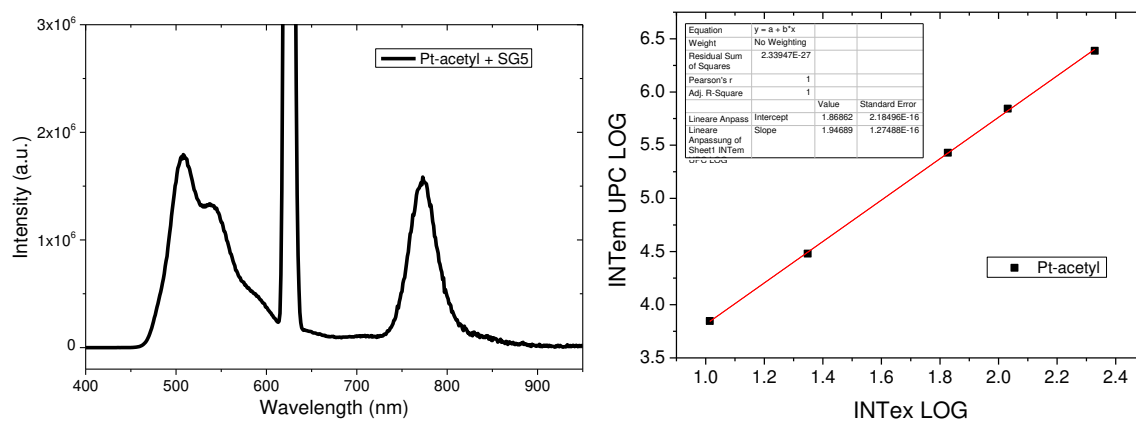 3x10⁶
2x10⁶
1x10⁶
0
Intensity (a.u.)
Pt-acetyl + SG5
400 500 600 700 800 900
Wavelength (nm)
6.5
6.0
5.5
5.0
4.5
4.0
3.5
INTem UPC LOG
Equation y = a + b*x
Weight No Weighting
Residual Sum
of Squares 2.33947E-27
Pearson's r 1
Adj. R-Square 1
Value Standard Error
Lineare Anpass Intercept 1.86862 2.18496E-16
Lineare
Anpassung of
Sheet1 INTem
UPC LOG
Slope 1.94689 1.27488E-16
Pt-acetyl
1.0 1.2 1.4 1.6 1.8 2.0 2.2 2.4
INTex LOG